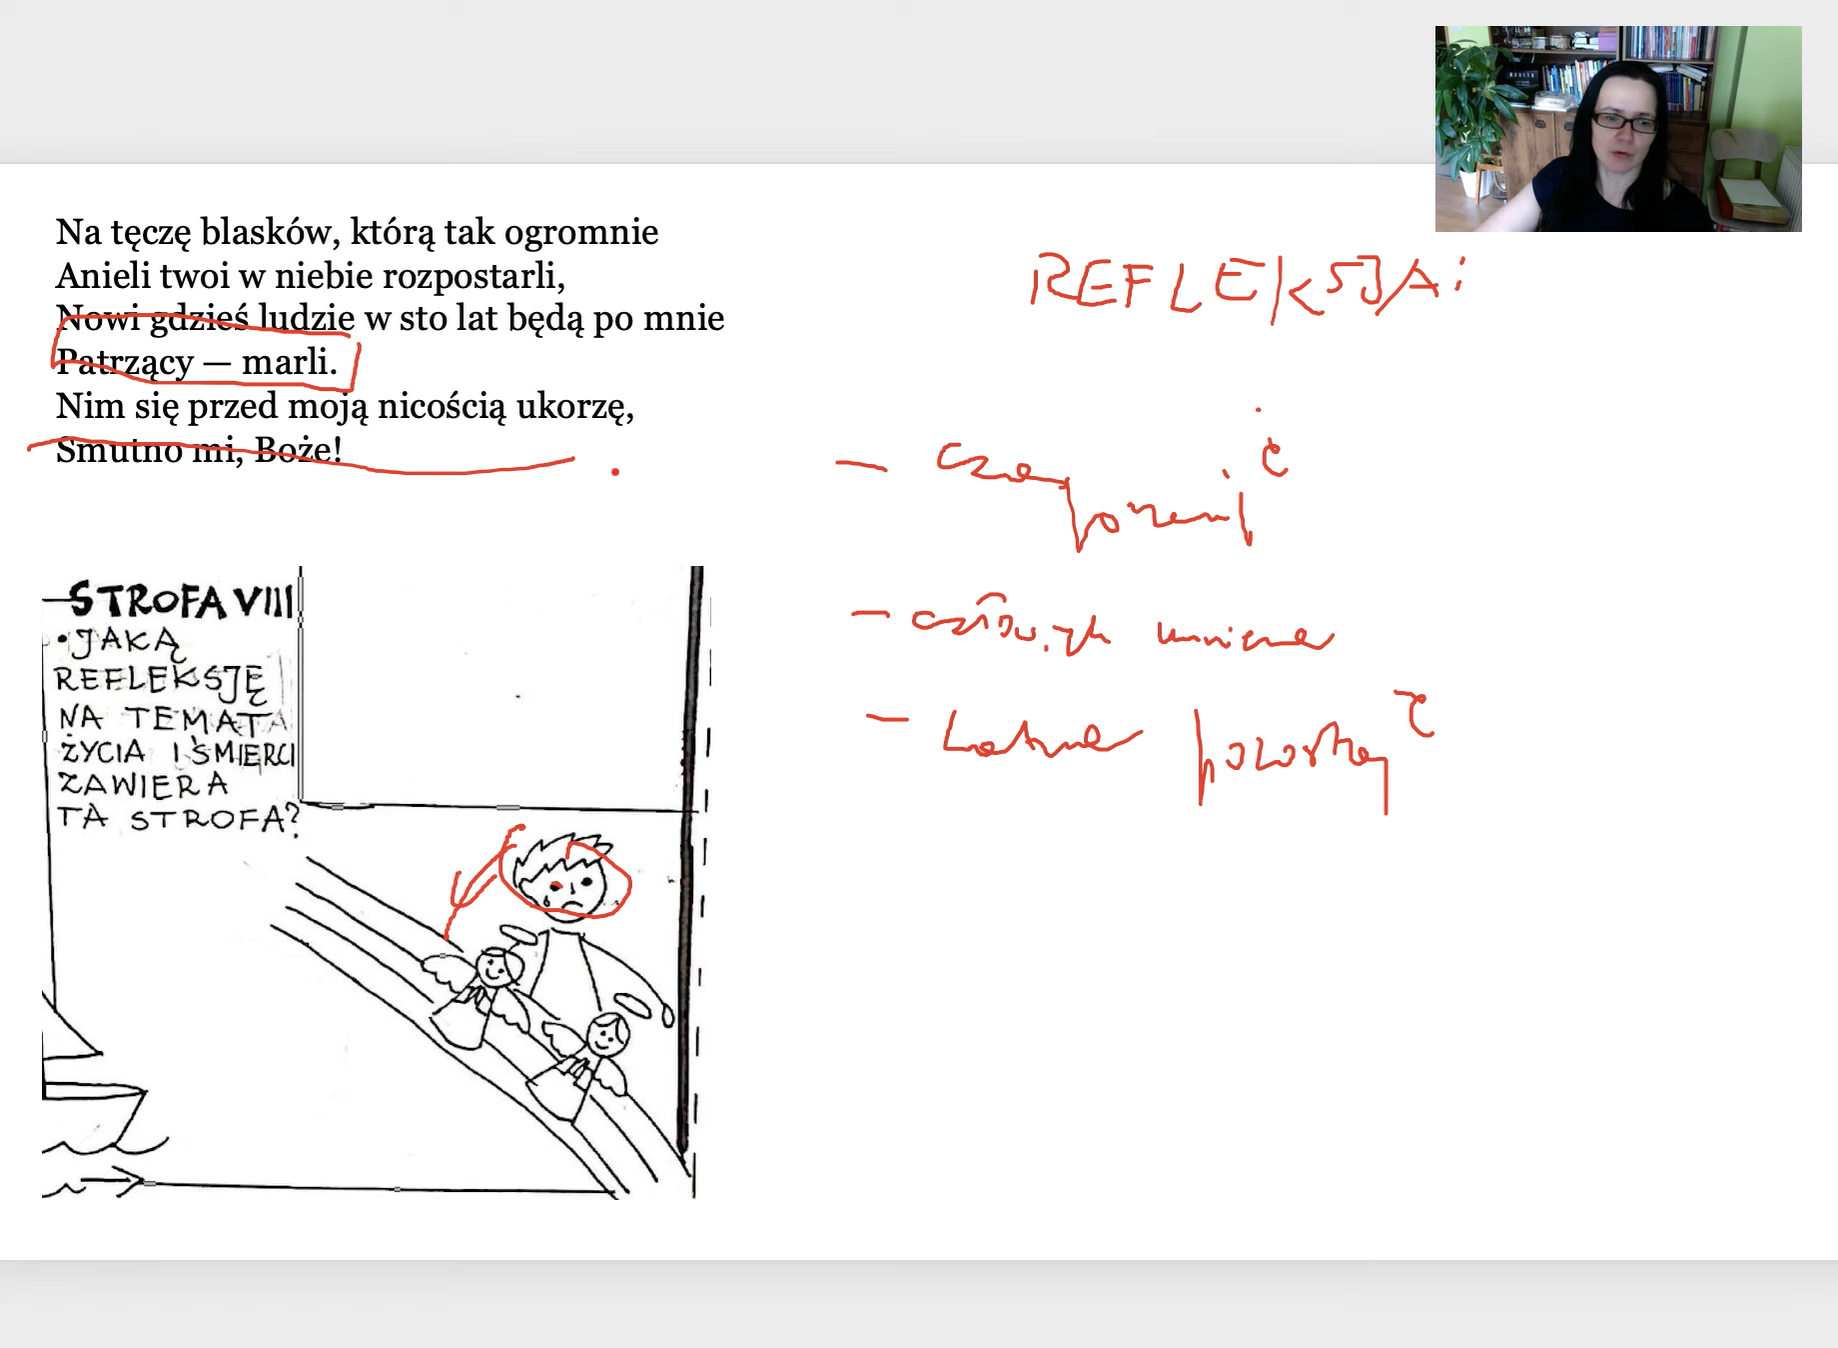 Na tęczę blasków, którą tak ogromnie
Anieli twoi w niebie rozpostarli,
Nowi gdzieś ludzie w sto lat będą po mnie
Patrzący — marli.
Nim się przed moją nicością ukorzę,
Smutno mi, Boże!
STROFA VIII
• JAKĄ
REFLEKSJĘ
NA TEMAT
ŻYCIA I ŚMIERCI
ZAWIERA
TA STROFA?
REFLEKSJA:
– człowiek umiera